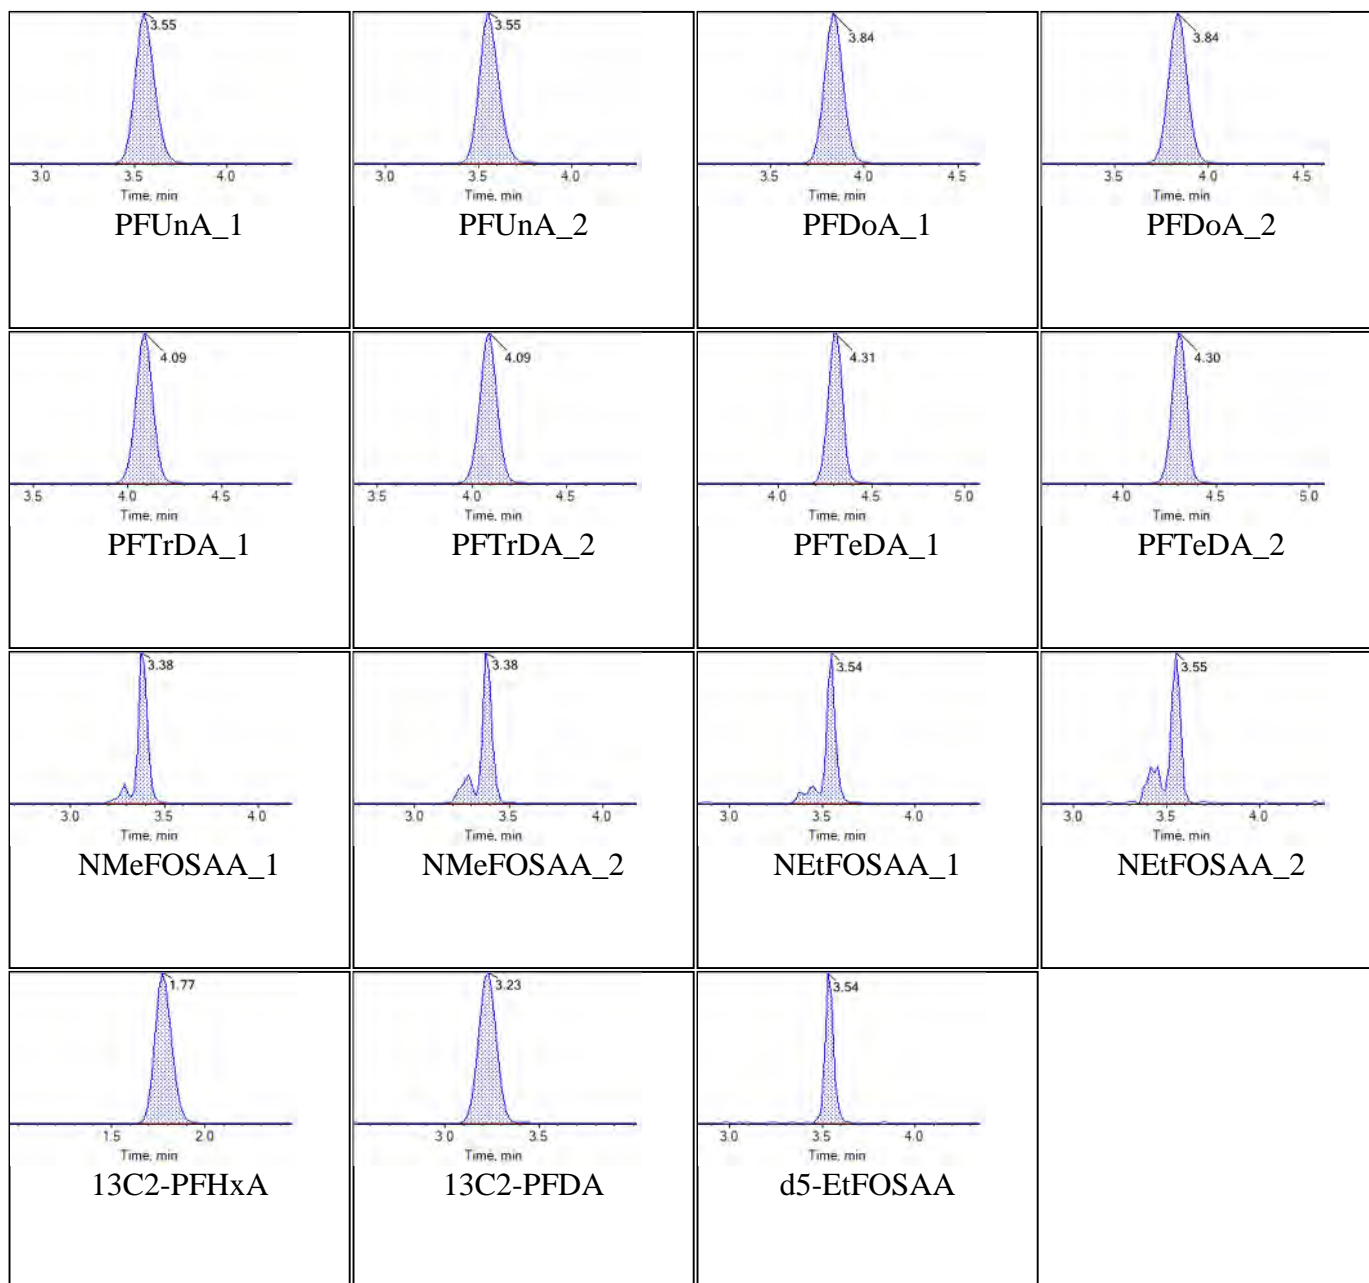 3.55
3.0 3.5 4.0
Time, min
PFUnA_1
3.55
3.0 3.5 4.0
Time, min
PFUnA_2
3.84
3.5 4.0 4.5
Time, min
PFDoA_1
3.84
3.5 4.0 4.5
Time, min
PFDoA_2
4.09
3.5 4.0 4.5
Time, min
PFTrDA_1
4.09
3.5 4.0 4.5
Time, min
PFTrDA_2
4.31
4.0 4.5 5.0
Time, min
PFTeDA_1
4.30
4.0 4.5 5.0
Time, min
PFTeDA_2
3.38
3.0 3.5 4.0
Time, min
NMeFOSAA_1
3.38
3.0 3.5 4.0
Time, min
NMeFOSAA_2
3.54
3.0 3.5 4.0
Time, min
NEtFOSAA_1
3.55
3.0 3.5 4.0
Time, min
NEtFOSAA_2
1.77
1.5 2.0
Time, min
13C2-PFHxA
3.23
3.0 3.5
Time, min
13C2-PFDA
3.54
3.0 3.5 4.0
Time, min
d5-EtFOSAA